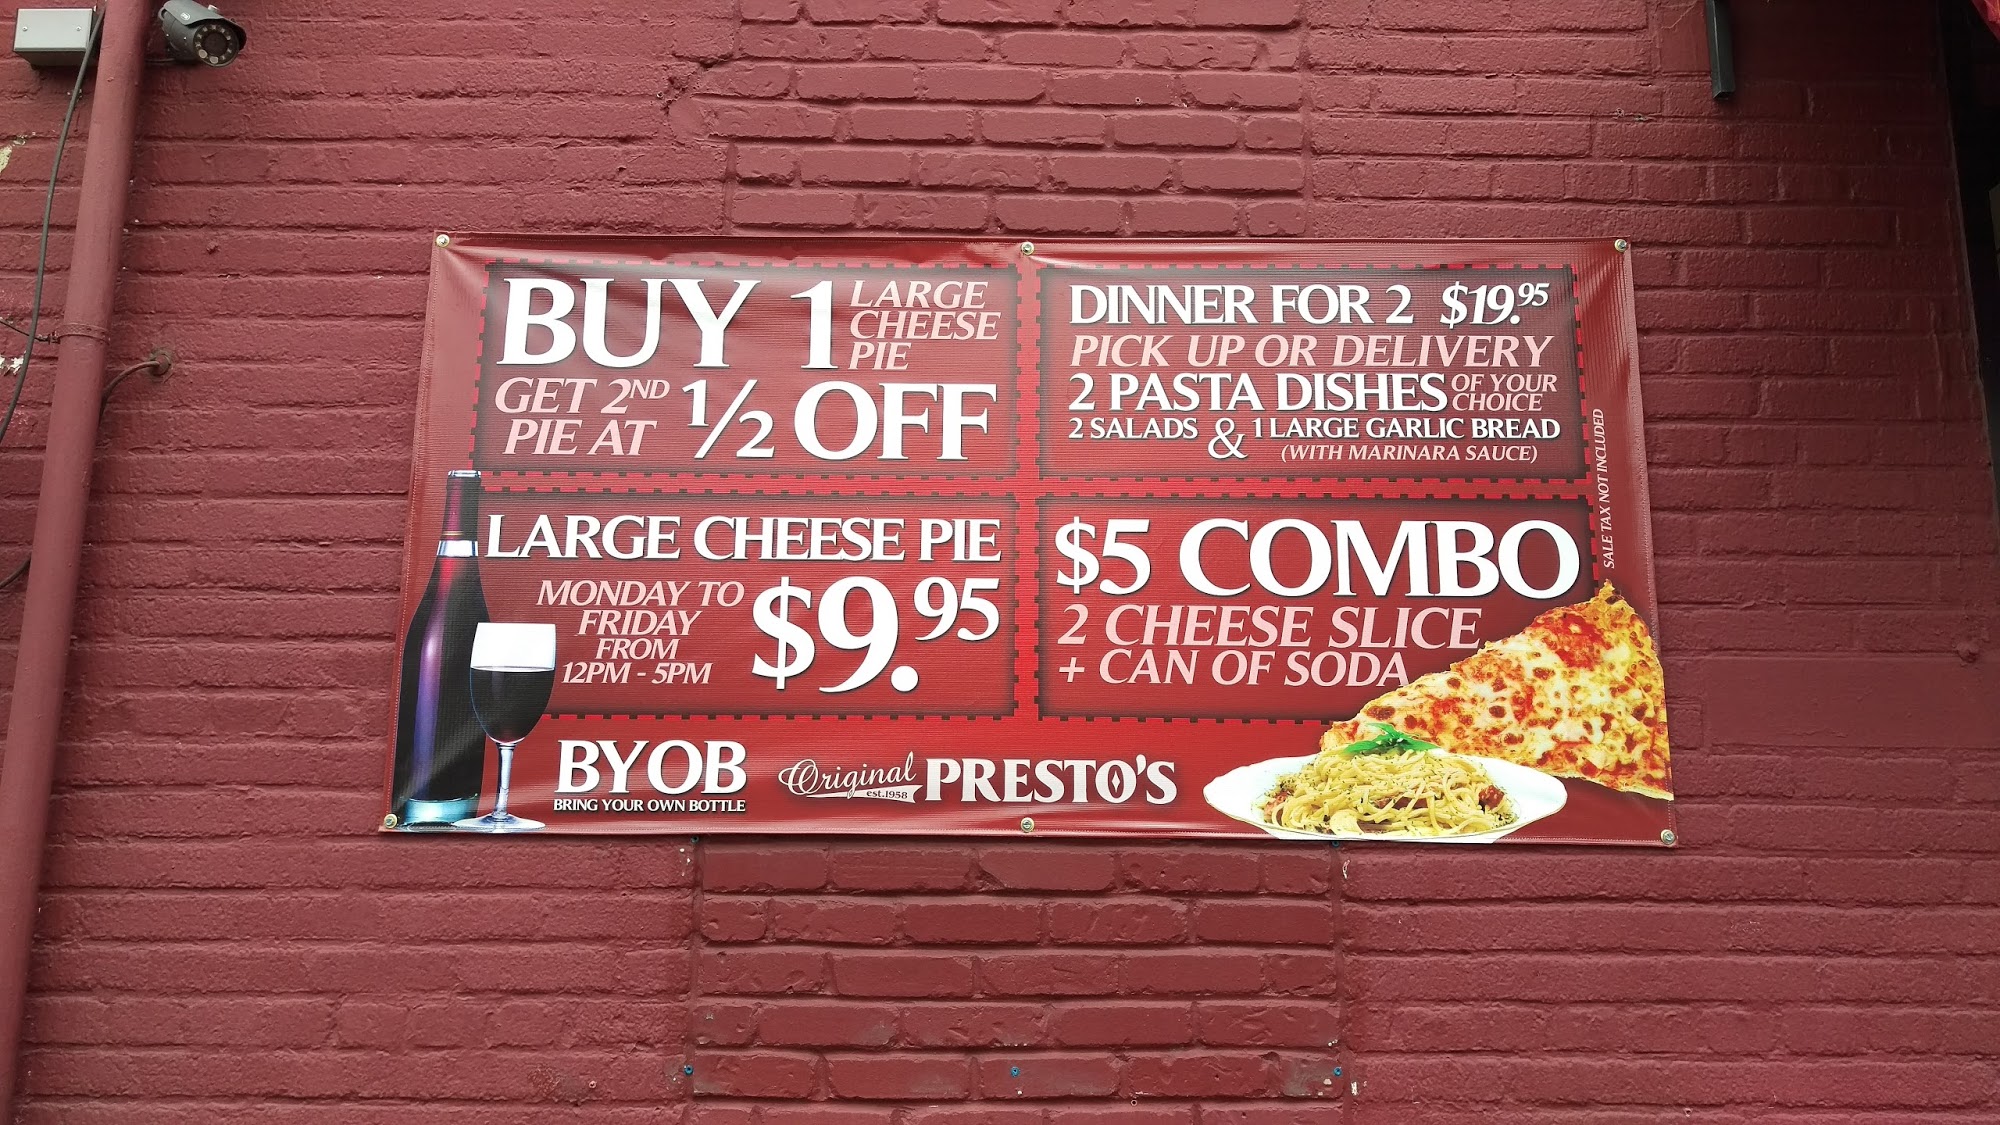 BUY 1 LARGE CHEESE PIE
GET 2ND PIE AT 1/2 OFF
DINNER FOR 2 $19.95
PICK UP OR DELIVERY
2 PASTA DISHES OF YOUR CHOICE
2 SALADS & 1 LARGE GARLIC BREAD
(WITH MARINARA SAUCE)
LARGE CHEESE PIE
MONDAY TO
FRIDAY
FROM
12PM - 5PM
$9.95
$5 COMBO
2 CHEESE SLICE
+ CAN OF SODA
SALE TAX NOT INCLUDED
BYOB
BRING YOUR OWN BOTTLE
Original est.1958 PRESTO'S